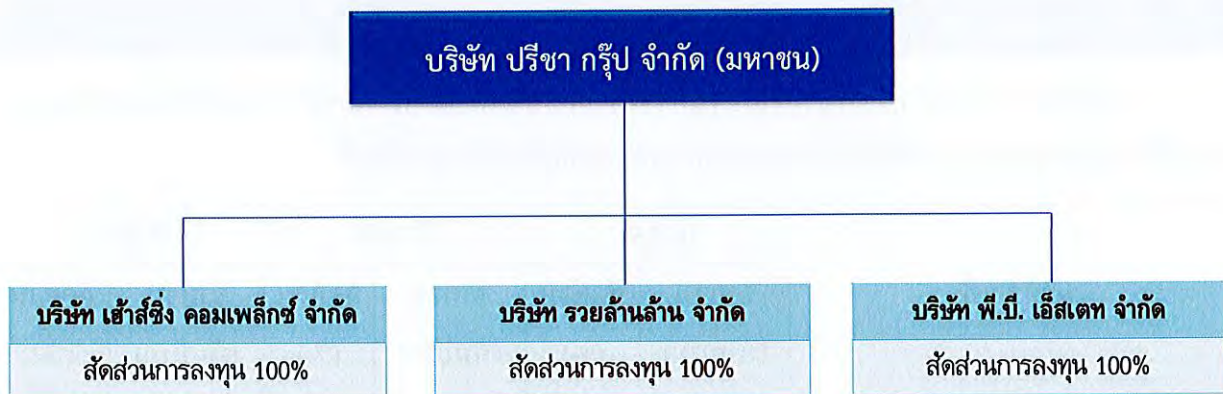 บริษัท ปรีชา กรุ๊ป จำกัด (มหาชน)
บริษัท เฮ้าส์ซิ่ง คอมเพล็กซ์ จำกัด
สัดส่วนการลงทุน 100%
บริษัท รวยล้านล้าน จำกัด
สัดส่วนการลงทุน 100%
บริษัท พี.บี. เอ็สเตท จำกัด
สัดส่วนการลงทุน 100%